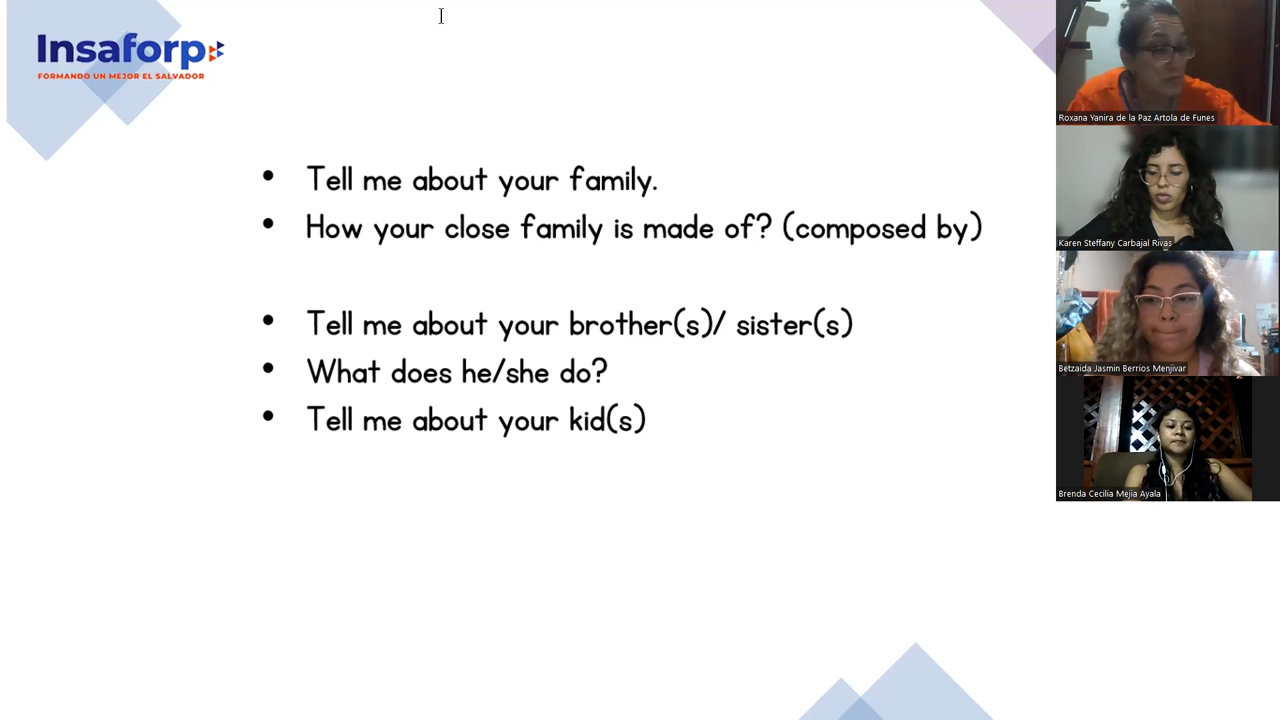 Insaforp
FORMANDO UN MEJOR EL SALVADOR
• Tell me about your family.
• How your close family is made of? (composed by)
• Tell me about your brother(s)/ sister(s)
• What does he/she do?
• Tell me about your kid(s)
Roxana Yanira de la Paz Artola de Funes
Karen Steffany Carbajal Rivas
Betzaida Jasmin Berrios Menjivar
Brenda Cecilia Mejia Ayala